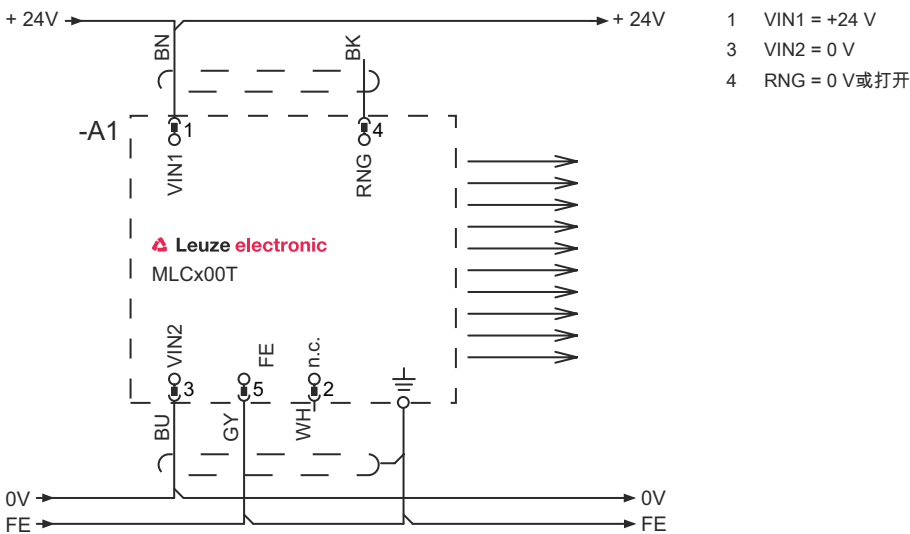 + 24V
+ 24V
1 VIN1 = +24 V
3 VIN2 = 0 V
4 RNG = 0 V或打开
BN
BK
-A1
1
4
VIN1
RNG
Leuze electronic
MLCx00T
VIN2
FE
n.c.
3
5
2
BU
GY
WH
0V
0V
FE
FE